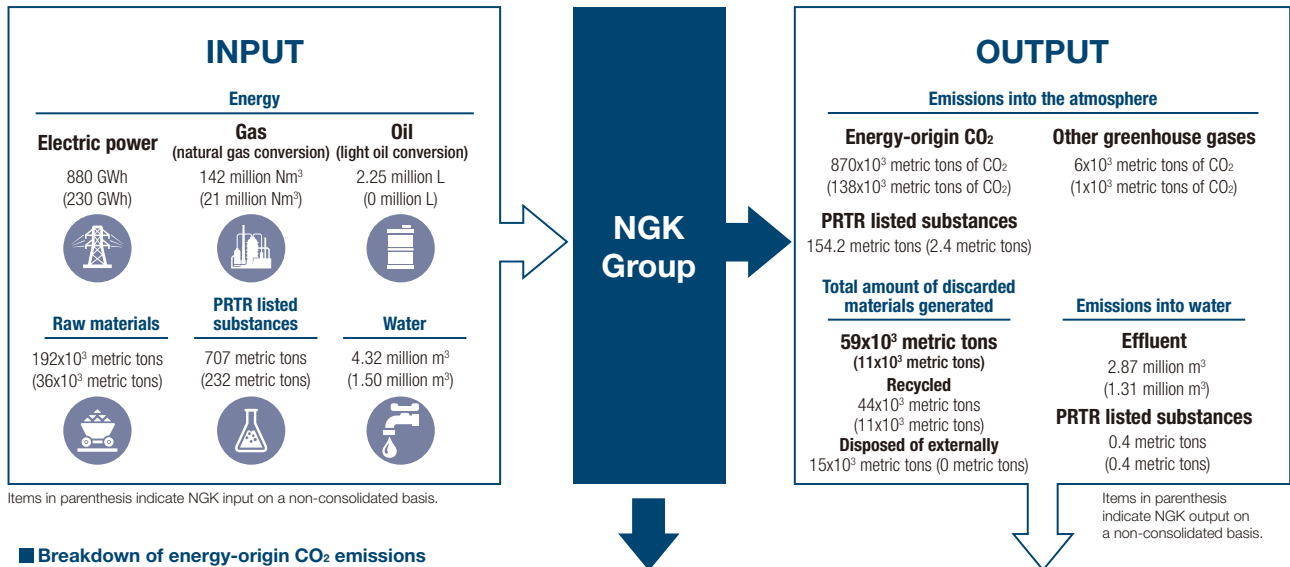 INPUT
Energy
Electric power
880 GWh
(230 GWh)
Gas
(natural gas conversion)
142 million Nm³
(21 million Nm³)
Oil
(light oil conversion)
2.25 million L
(0 million L)
Raw materials
192x10³ metric tons
(36x10³ metric tons)
PRTR listed
substances
707 metric tons
(232 metric tons)
Water
4.32 million m³
(1.50 million m³)
Items in parenthesis indicate NGK input on a non-consolidated basis.
NGK
Group
OUTPUT
Emissions into the atmosphere
Energy-origin CO₂
870x10³ metric tons of CO₂
(138x10³ metric tons of CO₂)
Other greenhouse gases
6x10³ metric tons of CO₂
(1x10³ metric tons of CO₂)
PRTR listed substances
154.2 metric tons (2.4 metric tons)
Total amount of discarded
materials generated
59x10³ metric tons
(11x10³ metric tons)
Recycled
44x10³ metric tons
(11x10³ metric tons)
Disposed of externally
15x10³ metric tons (0 metric tons)
Emissions into water
Effluent
2.87 million m³
(1.31 million m³)
PRTR listed substances
0.4 metric tons
(0.4 metric tons)
Items in parenthesis
indicate NGK output on
a non-consolidated basis.
■ Breakdown of energy-origin CO₂ emissions